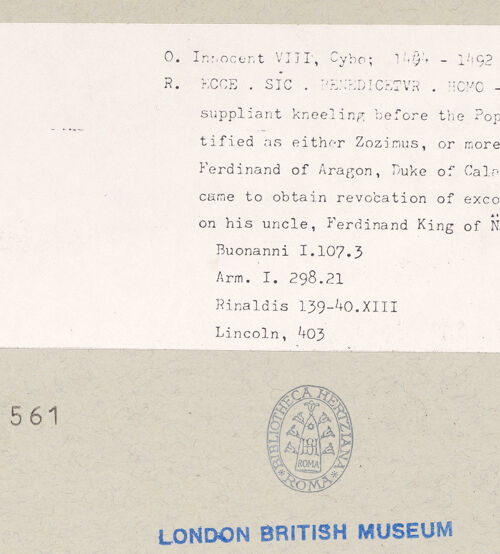 O. Innocent VIII, Cybo; 1484 - 1492
R. ECCE . SIC . BENEDICETVR . HOMO -
suppliant kneeling before the Pop
tified as either Zozimus, or more
Ferdinand of Aragon, Duke of Cala
came to obtain revocation of exco
on his uncle, Ferdinand King of N
Buonanni I.107.3
Arm. I. 298.21
Rinaldis 139-40.XIII
Lincoln, 403
561
BIBLIOTHECA HERTZIANA
ROMA
ROMA
LONDON BRITISH MUSEUM